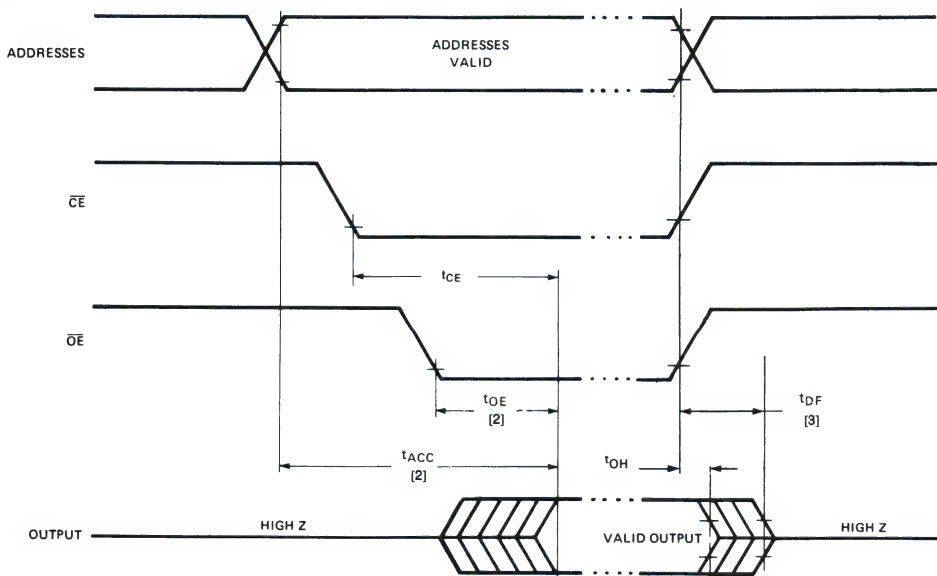 ADDRESSES
ADDRESSES
VALID
CE
tCE
OE
tOE
[2]
tDF
[3]
tACC
[2]
tOH
OUTPUT
HIGH Z
VALID OUTPUT
HIGH Z